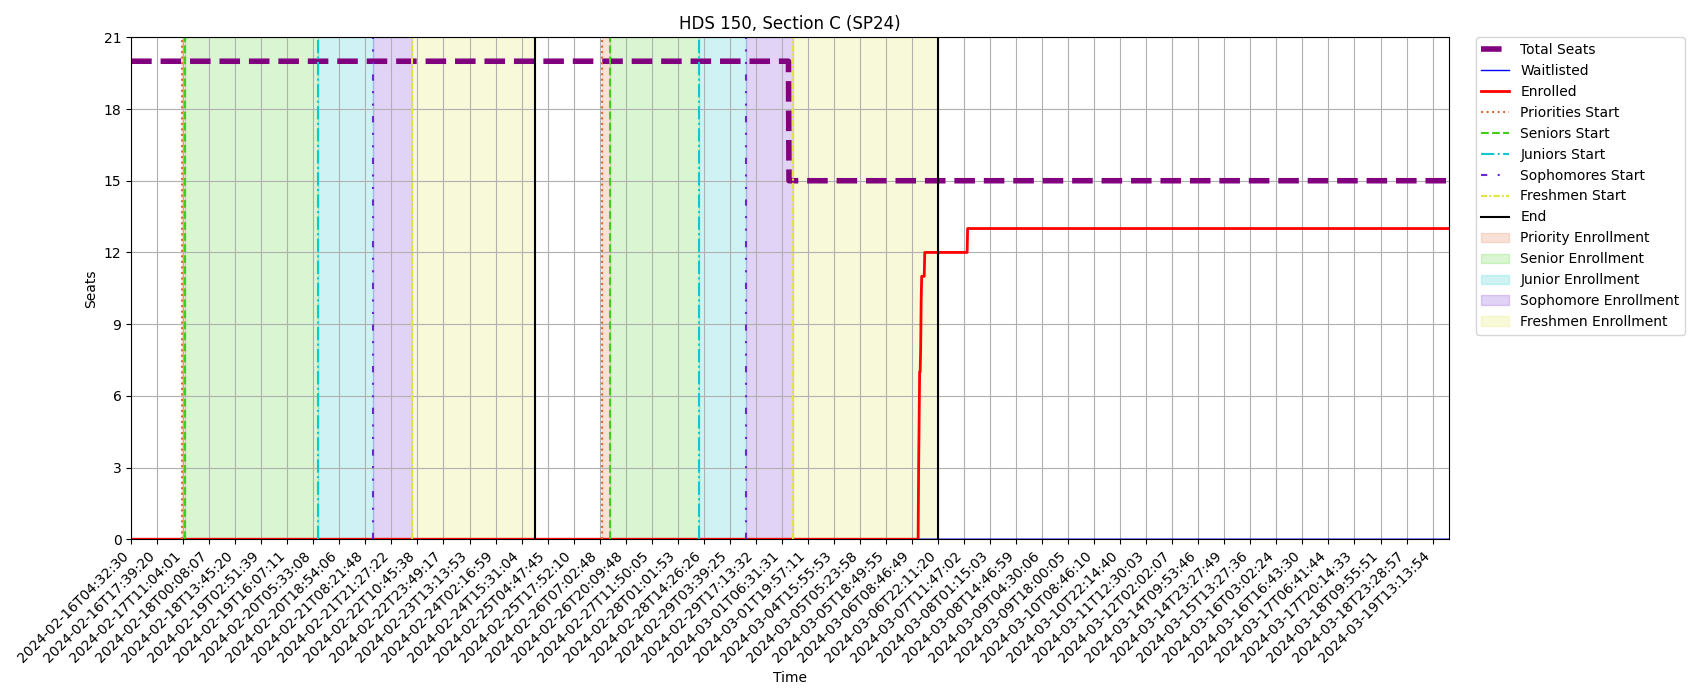 HDS 150, Section C (SP24)
21
18
15
12
9
6
3
0
Seats
2024-02-16T04:32:30
2024-02-16T17:39:20
2024-02-17T11:04:01
2024-02-18T00:08:07
2024-02-18T13:45:20
2024-02-19T02:51:39
2024-02-19T16:07:11
2024-02-20T05:33:08
2024-02-20T18:54:06
2024-02-21T08:21:48
2024-02-21T21:27:22
2024-02-22T10:45:38
2024-02-22T23:49:17
2024-02-23T13:13:53
2024-02-24T02:16:59
2024-02-24T15:31:04
2024-02-25T04:47:45
2024-02-25T17:52:10
2024-02-26T07:02:48
2024-02-26T20:09:48
2024-02-27T11:50:05
2024-02-28T01:01:53
2024-02-28T14:26:26
2024-02-29T03:39:25
2024-02-29T17:13:32
2024-03-01T06:31:31
2024-03-01T19:57:11
2024-03-04T15:55:53
2024-03-05T05:23:58
2024-03-05T18:49:55
2024-03-06T08:46:49
2024-03-06T22:11:20
2024-03-07T11:47:02
2024-03-08T01:15:03
2024-03-08T14:46:59
2024-03-09T04:30:06
2024-03-09T18:00:05
2024-03-10T08:46:10
2024-03-10T22:14:40
2024-03-11T12:30:03
2024-03-12T02:02:07
2024-03-14T09:53:46
2024-03-14T23:27:49
2024-03-15T13:27:36
2024-03-16T03:02:24
2024-03-16T16:43:30
2024-03-17T06:41:44
2024-03-17T20:14:33
2024-03-18T09:55:51
2024-03-18T23:28:57
2024-03-19T13:13:54
Time
Total Seats
Waitlisted
Enrolled
Priorities Start
Seniors Start
Juniors Start
Sophomores Start
Freshmen Start
End
Priority Enrollment
Senior Enrollment
Junior Enrollment
Sophomore Enrollment
Freshmen Enrollment